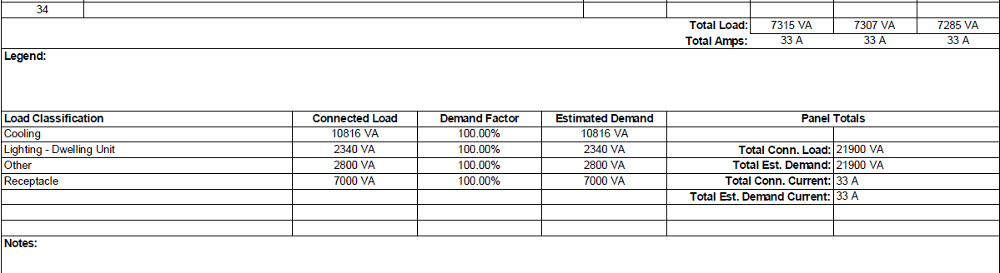 34
Total Load: 7315 VA 7307 VA 7285 VA
Total Amps: 33 A 33 A 33 A
Legend:
Load Classification Connected Load Demand Factor Estimated Demand Panel Totals
Cooling 10816 VA 100.00% 10816 VA
Lighting - Dwelling Unit 2340 VA 100.00% 2340 VA Total Conn. Load: 21900 VA
Other 2800 VA 100.00% 2800 VA Total Est. Demand: 21900 VA
Receptacle 7000 VA 100.00% 7000 VA Total Conn. Current: 33 A
Total Est. Demand Current: 33 A
Notes: